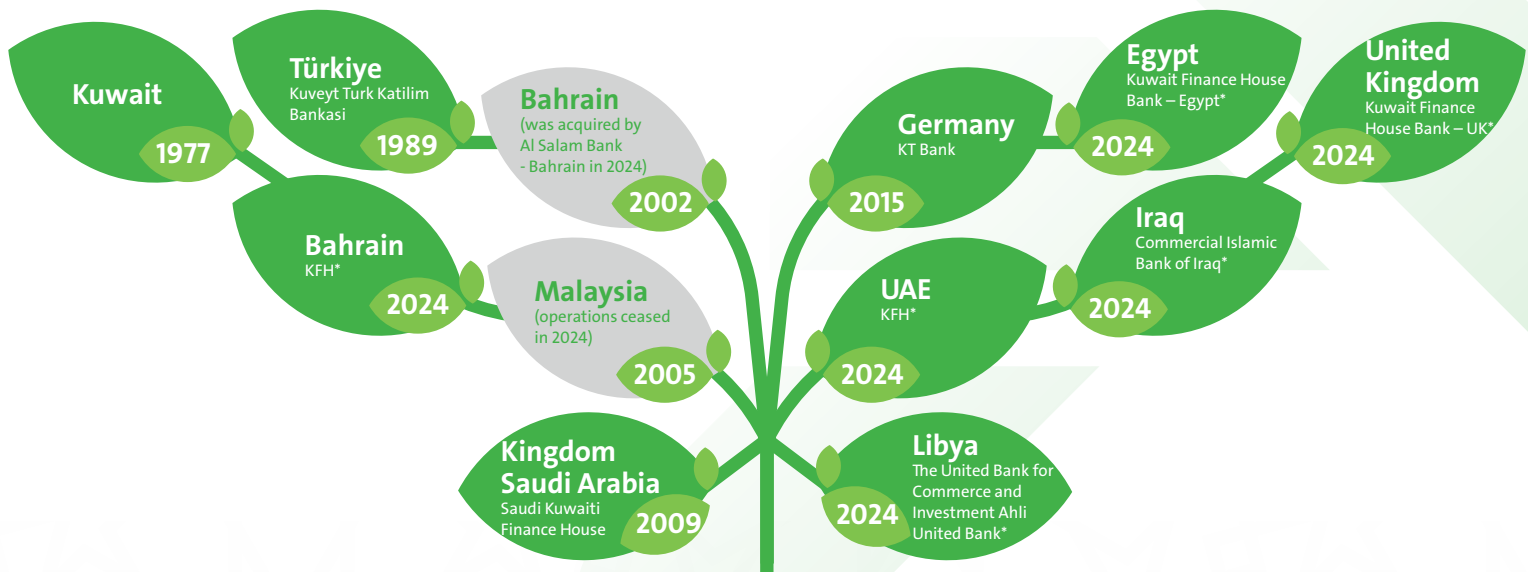 Kuwait
1977
Türkiye
Kuveyt Turk Katilim
Bankasi
1989
Bahrain
(was acquired by
Al Salam Bank
- Bahrain in 2024)
2002
Germany
KT Bank
2015
Egypt
Kuwait Finance House
Bank – Egypt*
2024
United
Kingdom
Kuwait Finance
House Bank – UK*
2024
Bahrain
KFH*
2024
Malaysia
(operations ceased
in 2024)
2005
UAE
KFH*
2024
Iraq
Commercial Islamic
Bank of Iraq*
2024
Kingdom
Saudi Arabia
Saudi Kuwaiti
Finance House
2009
Libya
The United Bank for
Commerce and
Investment Ahli
United Bank*
2024